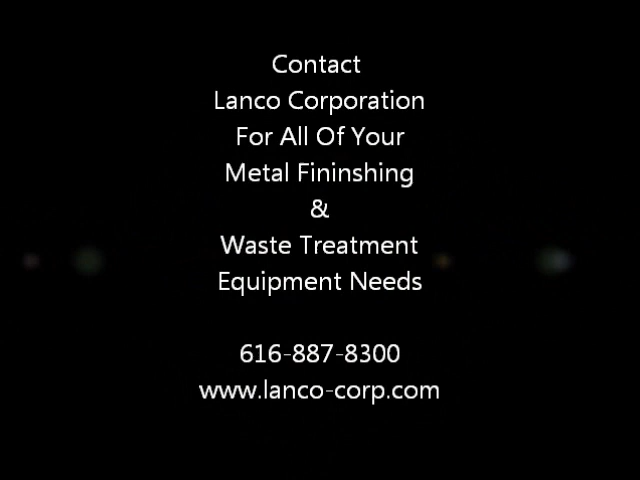 Contact
Lanco Corporation
For All Of Your
Metal Fininshing
&
Waste Treatment
Equipment Needs
616-887-8300
www.lanco-corp.com